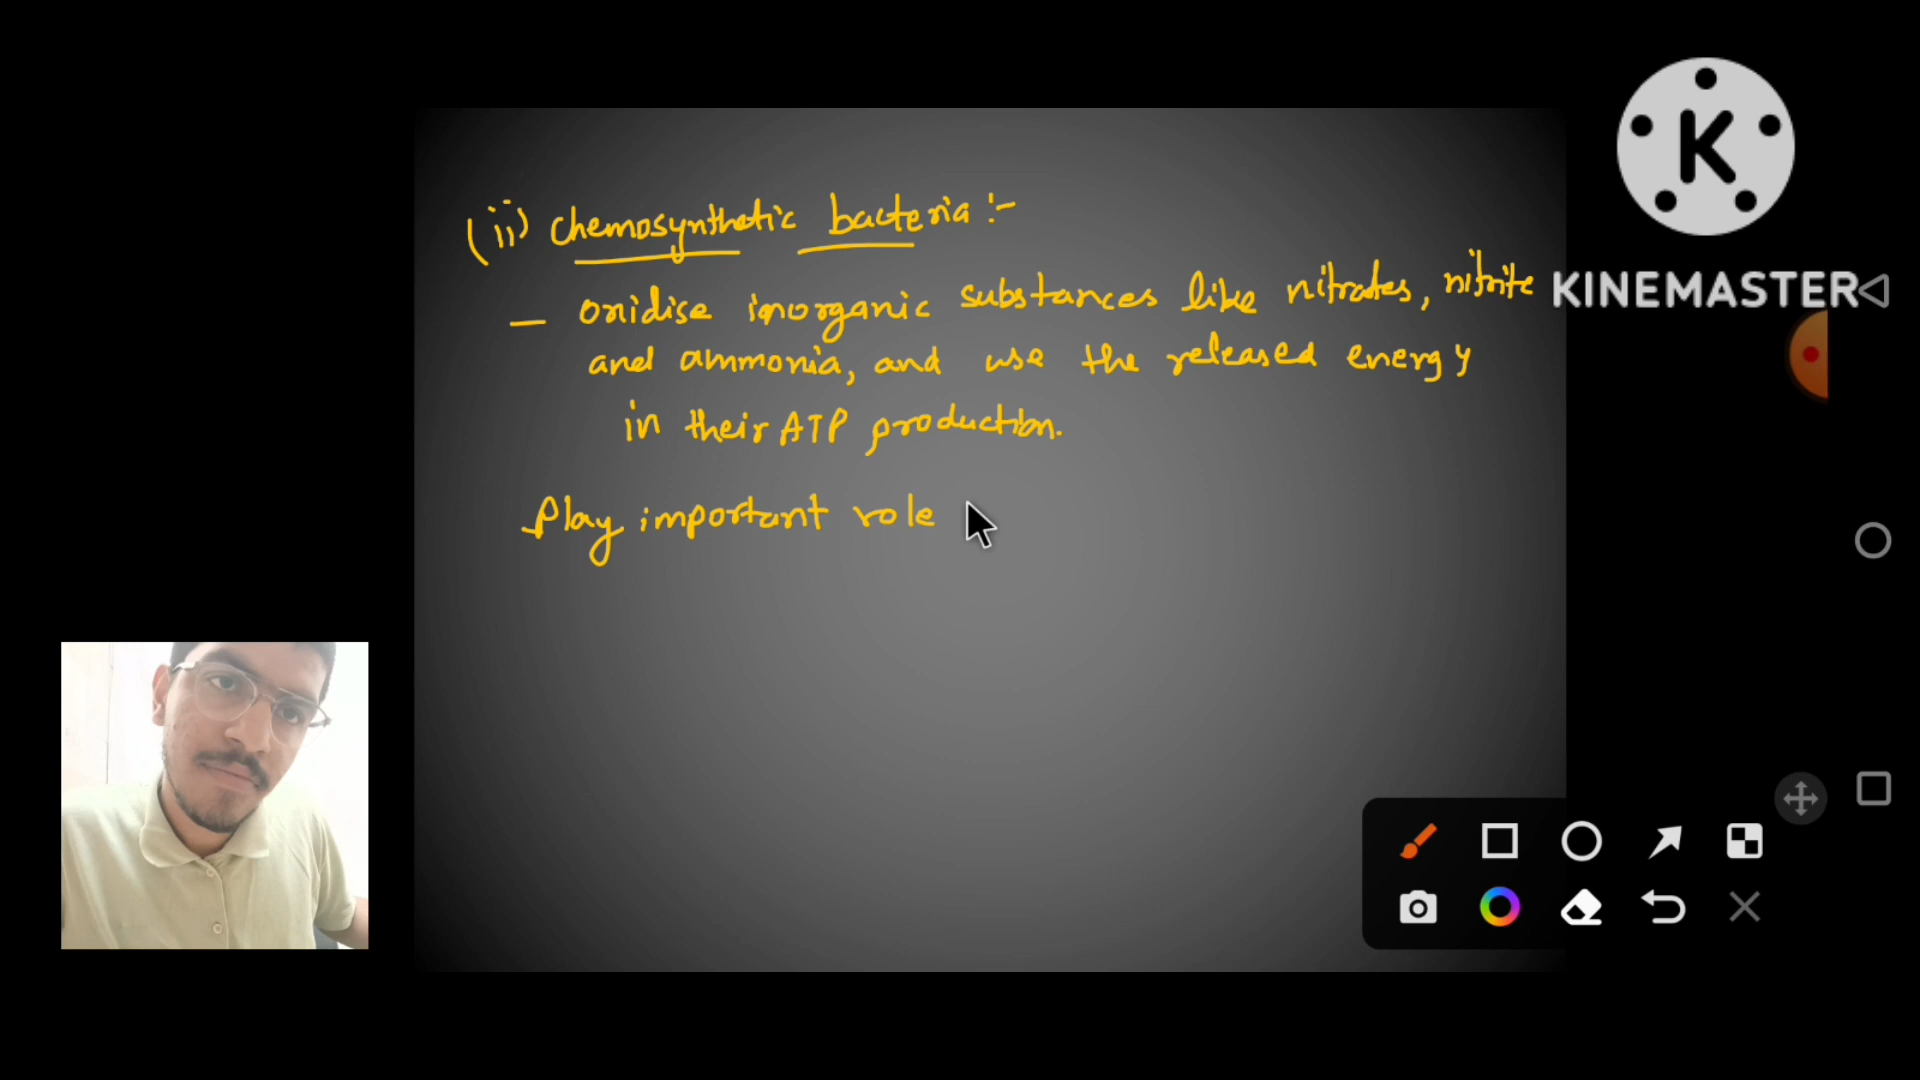 (ii) Chemosynthetic bacteria :-
— oxidise inorganic substances like nitrates, nitrite
and ammonia, and use the released energy
in their ATP production.
- Play important role
K
KINEMASTER